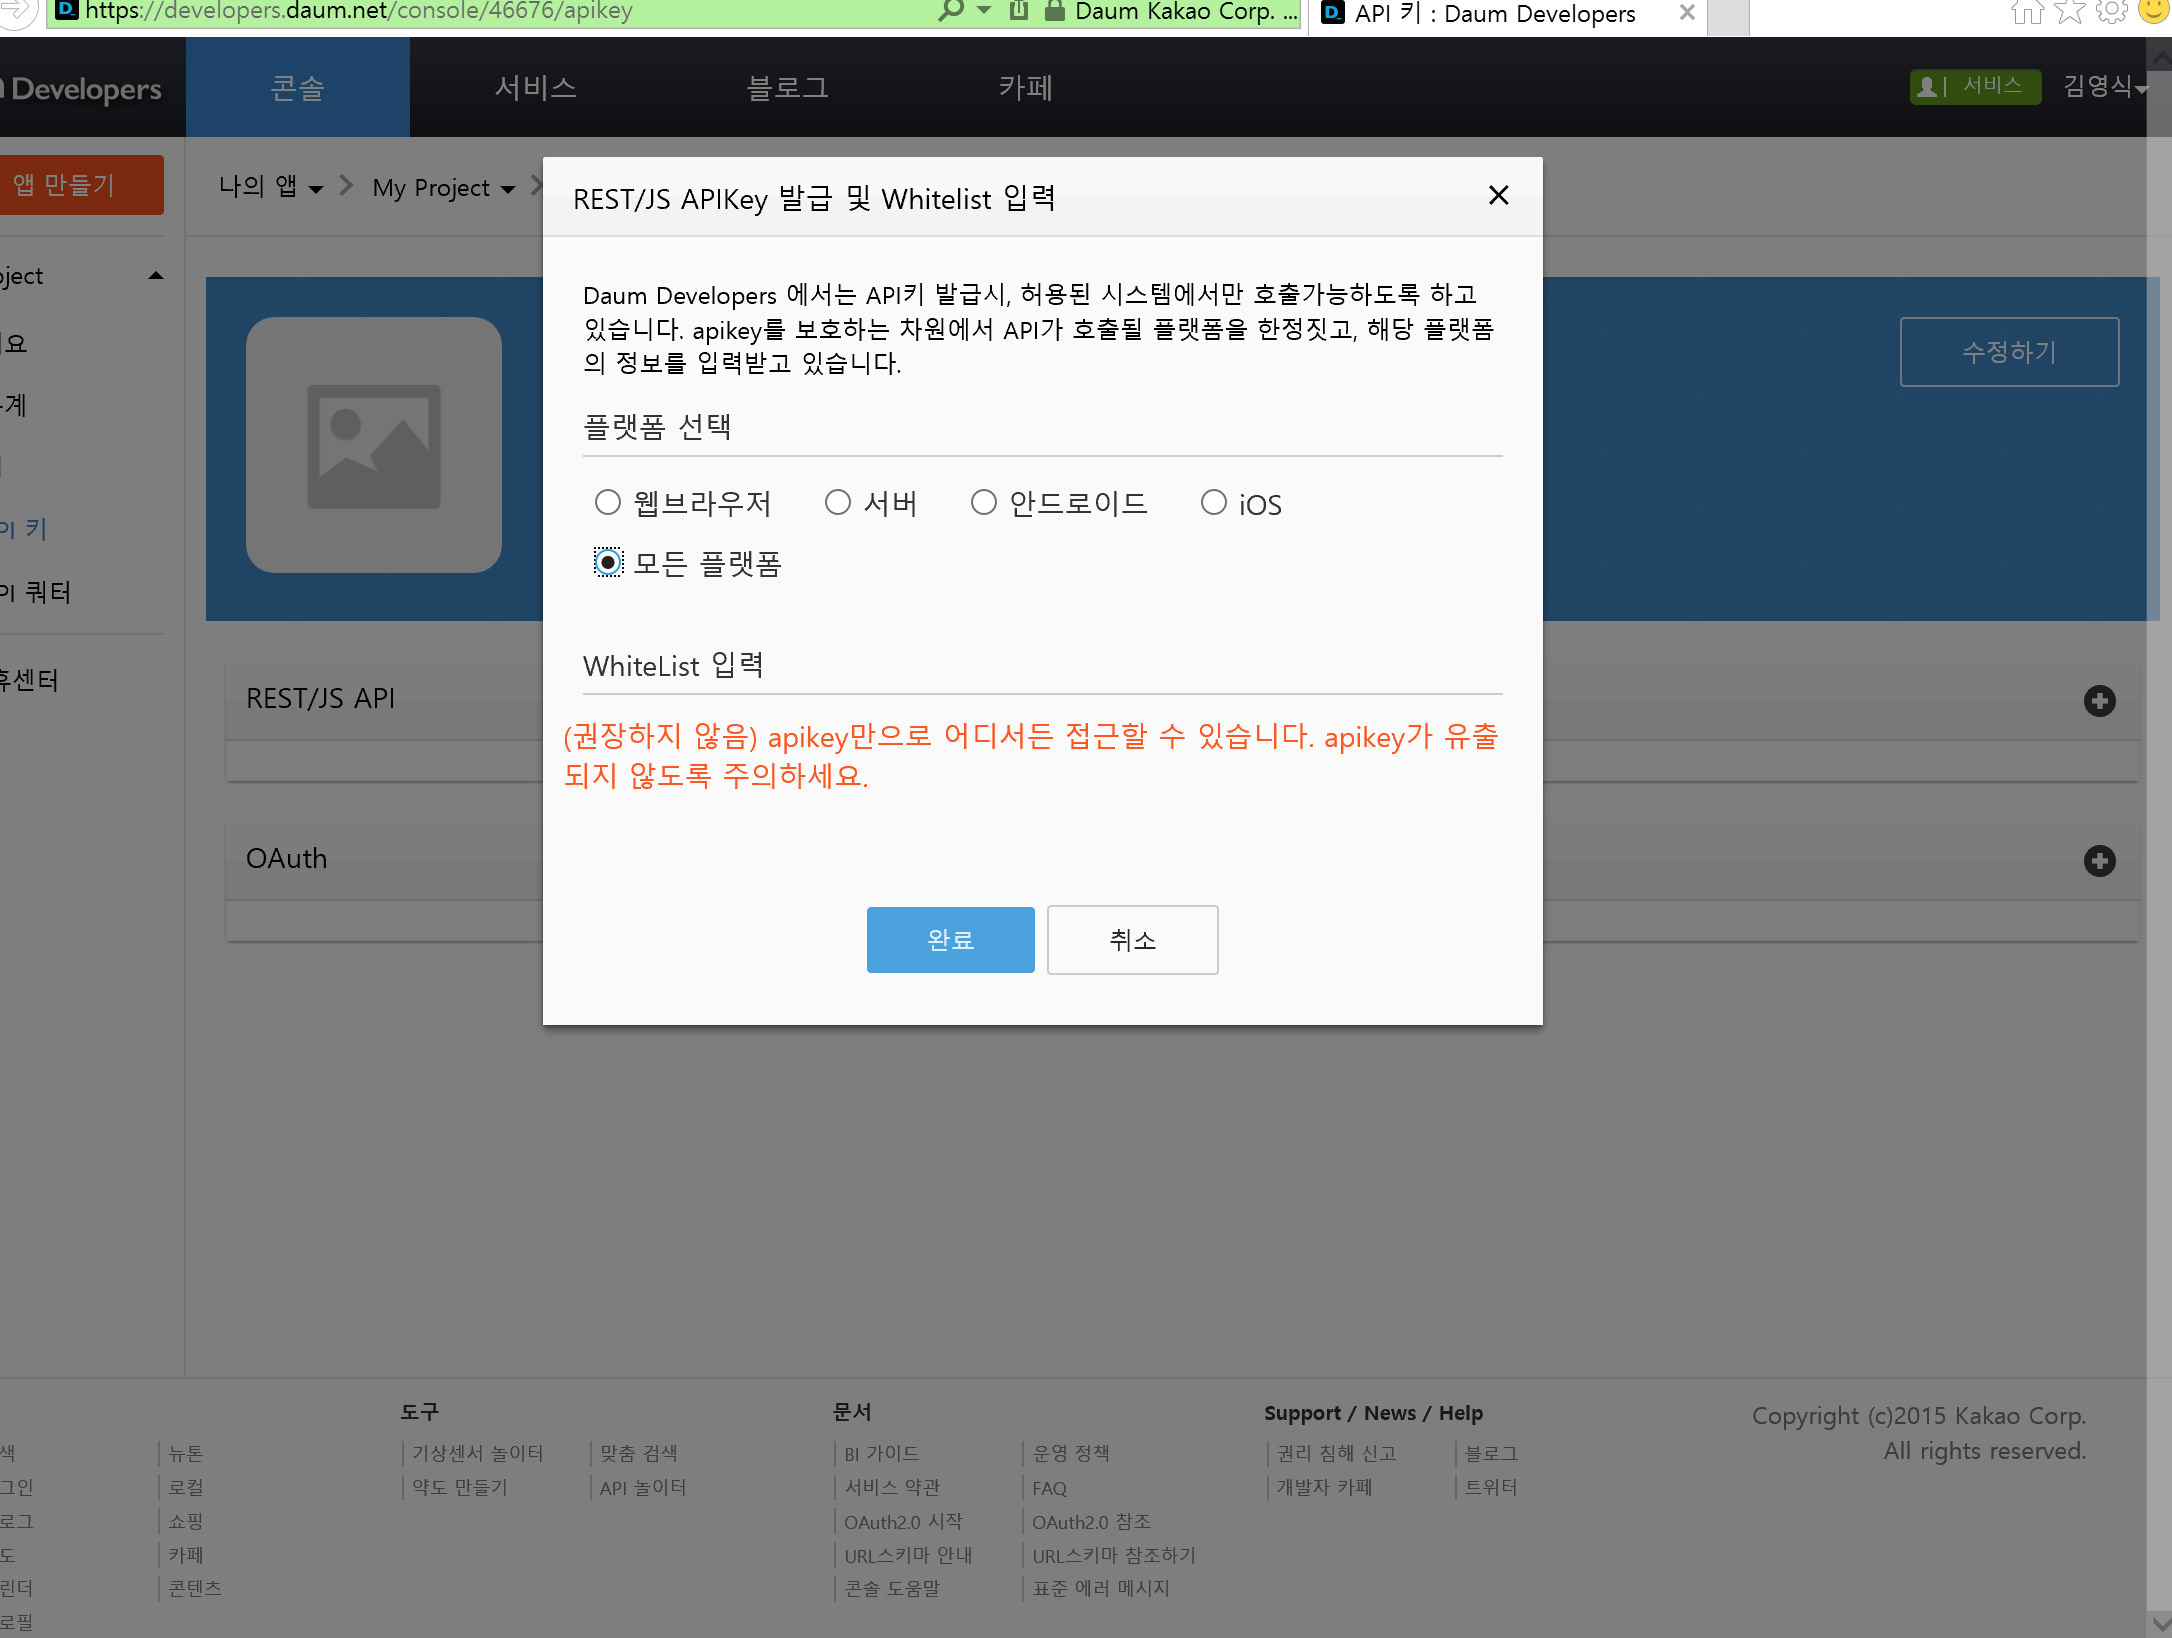 https://developers.daum.net/console/46676/apikey
Daum Kakao Corp. ...
API 키 : Daum Developers
Developers
콘솔
서비스
블로그
카페
서비스
김영식
앱 만들기
나의 앱
My Project
REST/JS APIKey 발급 및 Whitelist 입력
Daum Developers 에서는 API키 발급시, 허용된 시스템에서만 호출가능하도록 하고
있습니다. apikey를 보호하는 차원에서 API가 호출될 플랫폼을 한정짓고, 해당 플랫폼
의 정보를 입력받고 있습니다.
플랫폼 선택
웹브라우저
서버
안드로이드
iOS
모든 플랫폼
WhiteList 입력
(권장하지 않음) apikey만으로 어디서든 접근할 수 있습니다. apikey가 유출
되지 않도록 주의하세요.
완료
취소
수정하기
키
쿼터
REST/JS API
OAuth
도구
문서
Support / News / Help
Copyright (c)2015 Kakao Corp.
All rights reserved.
뉴톤
기상센서 놀이터
맞춤 검색
BI 가이드
운영 정책
권리 침해 신고
블로그
로컬
약도 만들기
API 놀이터
서비스 약관
FAQ
개발자 카페
트위터
쇼핑
OAuth2.0 시작
OAuth2.0 참조
카페
URL스키마 안내
URL스키마 참조하기
콘텐츠
콘솔 도움말
표준 에러 메시지